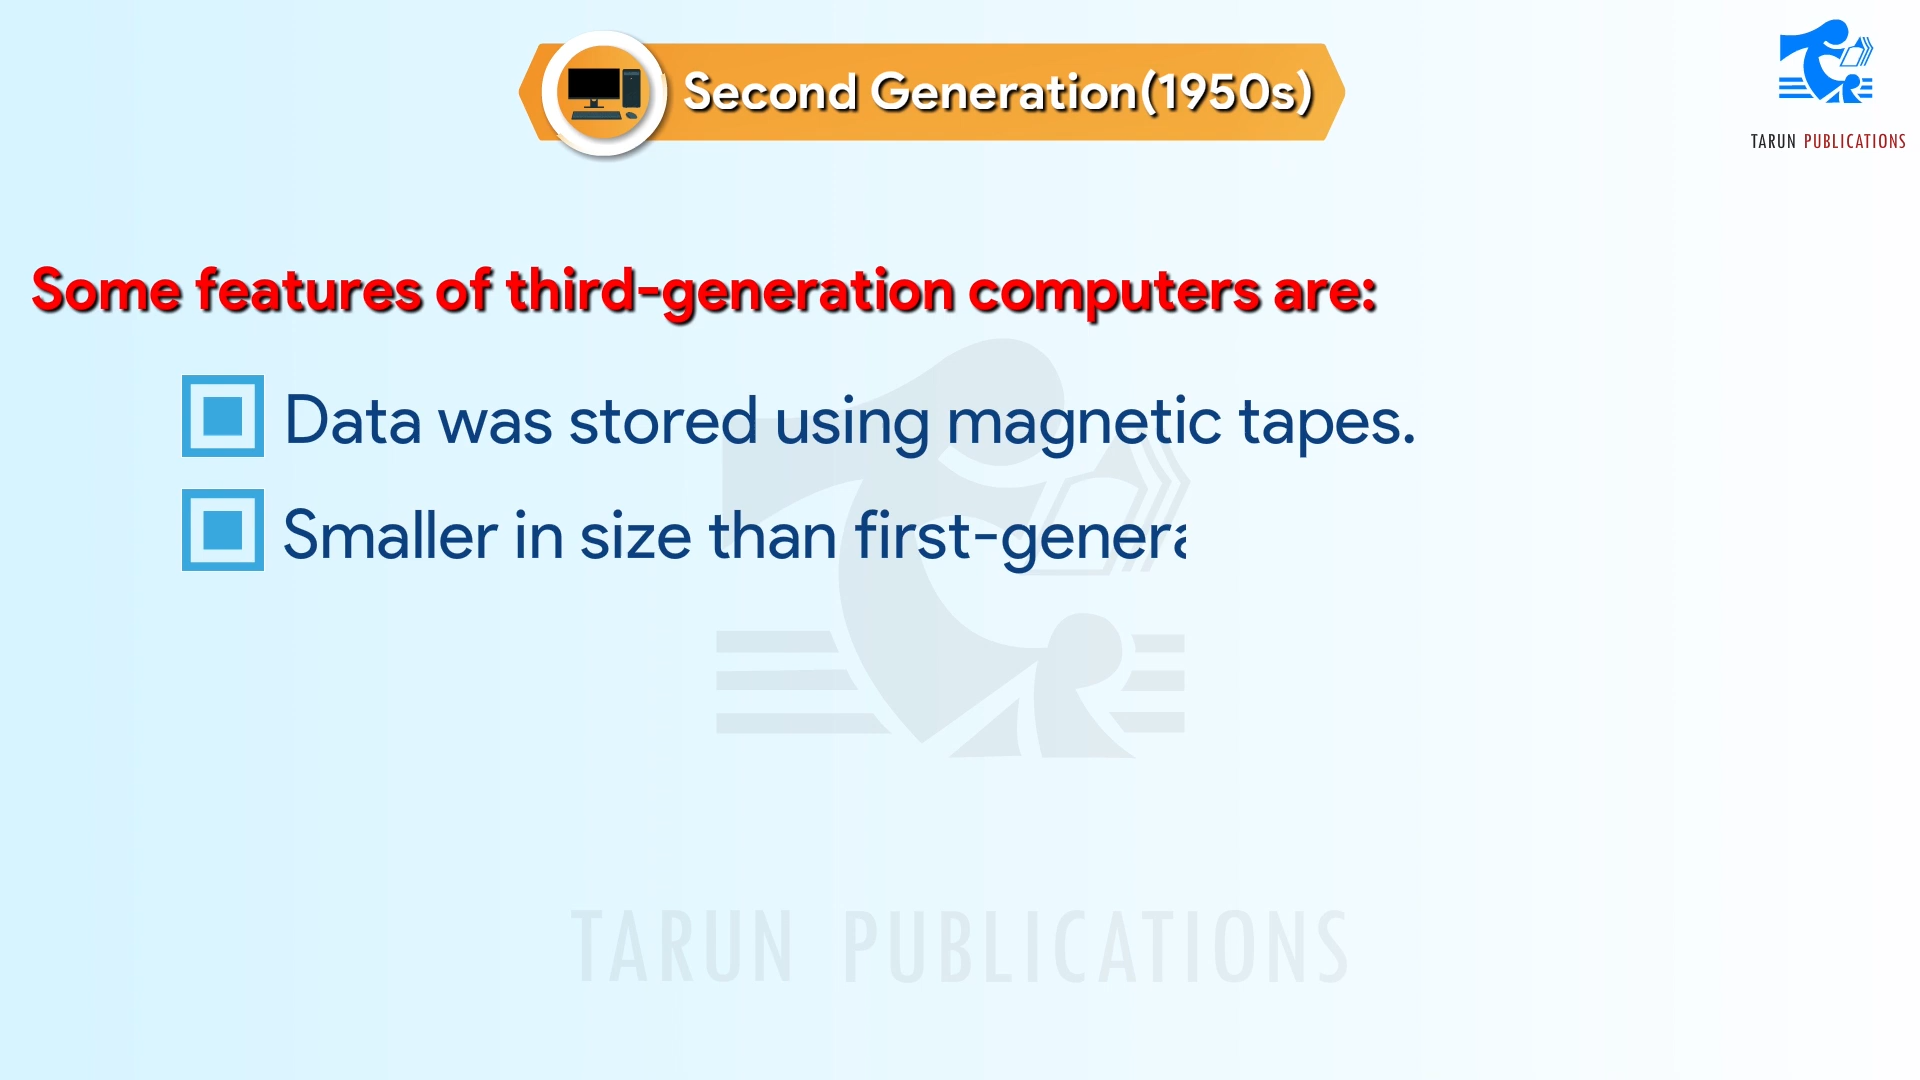 Second Generation(1950s)
TARUN PUBLICATIONS
Some features of third-generation computers are:
Data was stored using magnetic tapes.
Smaller in size than first-genera
TARUN PUBLICATIONS